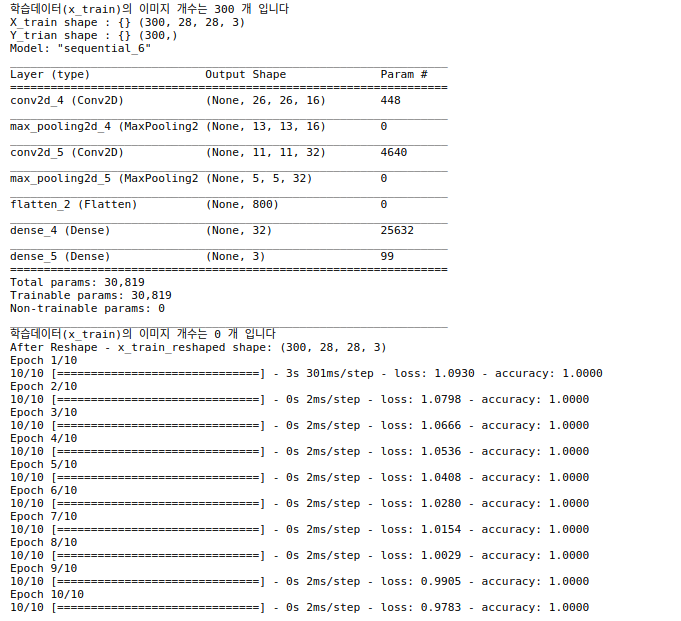 학습데이터(x_train)의 이미지 개수는 300 개 입니다
X_train shape : {} (300, 28, 28, 3)
Y_trian shape : {} (300,)
Model: "sequential_6"
_________________________________________________________________
Layer (type)                 Output Shape              Param #
=================================================================
conv2d_4 (Conv2D)            (None, 26, 26, 16)        448
_________________________________________________________________
max_pooling2d_4 (MaxPooling2 (None, 13, 13, 16)        0
_________________________________________________________________
conv2d_5 (Conv2D)            (None, 11, 11, 32)        4640
_________________________________________________________________
max_pooling2d_5 (MaxPooling2 (None, 5, 5, 32)          0
_________________________________________________________________
flatten_2 (Flatten)          (None, 800)               0
_________________________________________________________________
dense_4 (Dense)              (None, 32)                25632
_________________________________________________________________
dense_5 (Dense)              (None, 3)                 99
=================================================================
Total params: 30,819
Trainable params: 30,819
Non-trainable params: 0
_________________________________________________________________
학습데이터(x_train)의 이미지 개수는 0 개 입니다
After Reshape - x_train_reshaped shape: (300, 28, 28, 3)
Epoch 1/10
10/10 [==============================] - 3s 301ms/step - loss: 1.0930 - accuracy: 1.0000
Epoch 2/10
10/10 [==============================] - 0s 2ms/step - loss: 1.0798 - accuracy: 1.0000
Epoch 3/10
10/10 [==============================] - 0s 2ms/step - loss: 1.0666 - accuracy: 1.0000
Epoch 4/10
10/10 [==============================] - 0s 2ms/step - loss: 1.0536 - accuracy: 1.0000
Epoch 5/10
10/10 [==============================] - 0s 2ms/step - loss: 1.0408 - accuracy: 1.0000
Epoch 6/10
10/10 [==============================] - 0s 2ms/step - loss: 1.0280 - accuracy: 1.0000
Epoch 7/10
10/10 [==============================] - 0s 2ms/step - loss: 1.0154 - accuracy: 1.0000
Epoch 8/10
10/10 [==============================] - 0s 2ms/step - loss: 1.0029 - accuracy: 1.0000
Epoch 9/10
10/10 [==============================] - 0s 2ms/step - loss: 0.9905 - accuracy: 1.0000
Epoch 10/10
10/10 [==============================] - 0s 2ms/step - loss: 0.9783 - accuracy: 1.0000